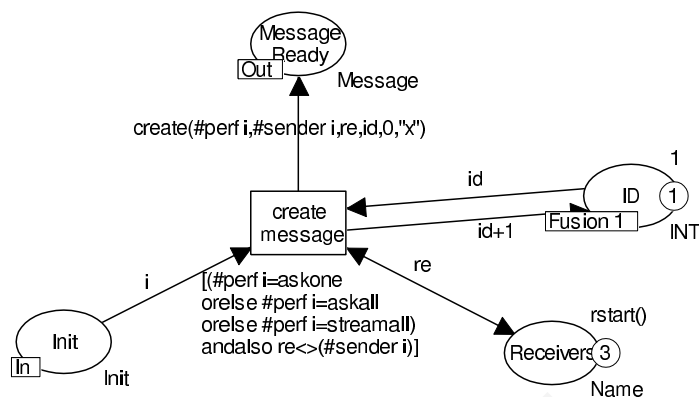 Message
Ready
Out
Message
create(#perf i,#sender i,re,id,0,"x")
1
id
ID
1
Fusion 1
INT
create
message
id+1
i
re
[(#perf i=askone
orelse #perf i=askall
orelse #perf i=streamall)
andalso re<>(#sender i)]
rstart()
Init
In
Init
Receivers
3
Name